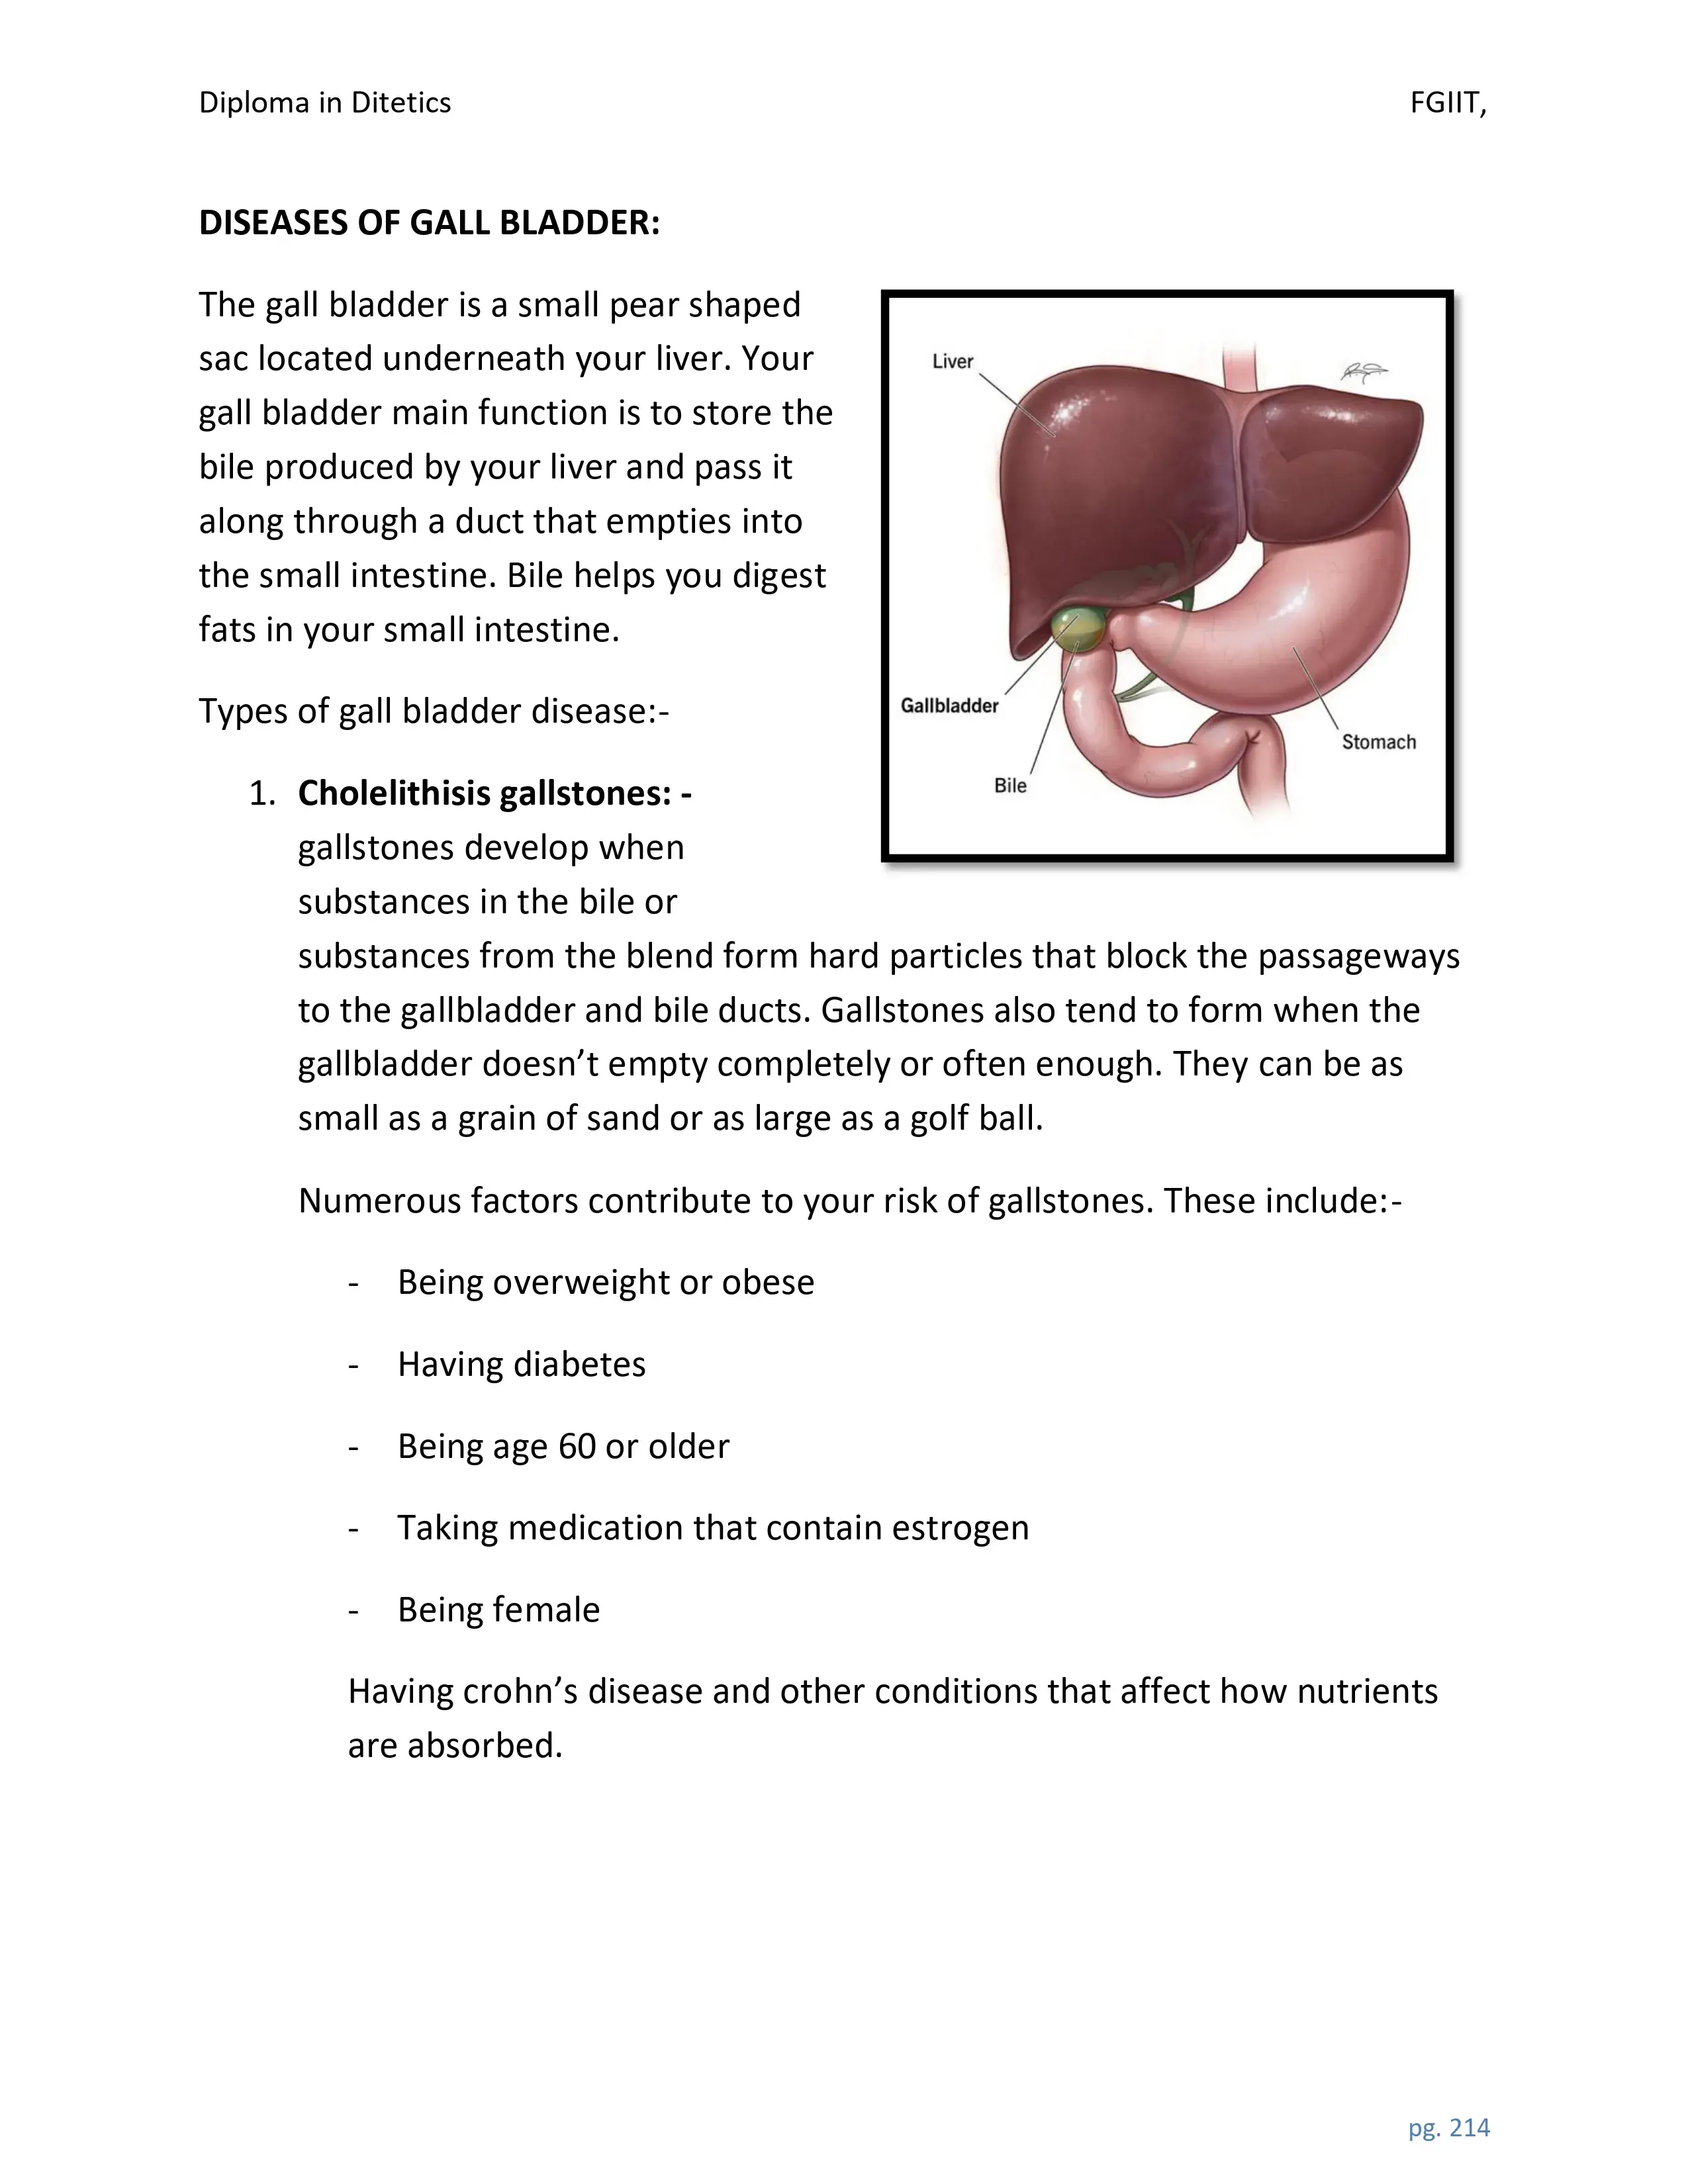 Diploma in Ditetics
FGIIT,
DISEASES OF GALL BLADDER:
The gall bladder is a small pear shaped
sac located underneath your liver. Your
gall bladder main function is to store the
bile produced by your liver and pass it
along through a duct that empties into
the small intestine. Bile helps you digest
fats in your small intestine.
Types of gall bladder disease:-
Liver
Gallbladder
Bile
Stomach
1. Cholelithisis gallstones: -
gallstones develop when
substances in the bile or
substances from the blend form hard particles that block the passageways
to the gallbladder and bile ducts. Gallstones also tend to form when the
gallbladder doesn’t empty completely or often enough. They can be as
small as a grain of sand or as large as a golf ball.
Numerous factors contribute to your risk of gallstones. These include:-
- Being overweight or obese
- Having diabetes
- Being age 60 or older
- Taking medication that contain estrogen
- Being female
Having crohn’s disease and other conditions that affect how nutrients
are absorbed.
pg. 214